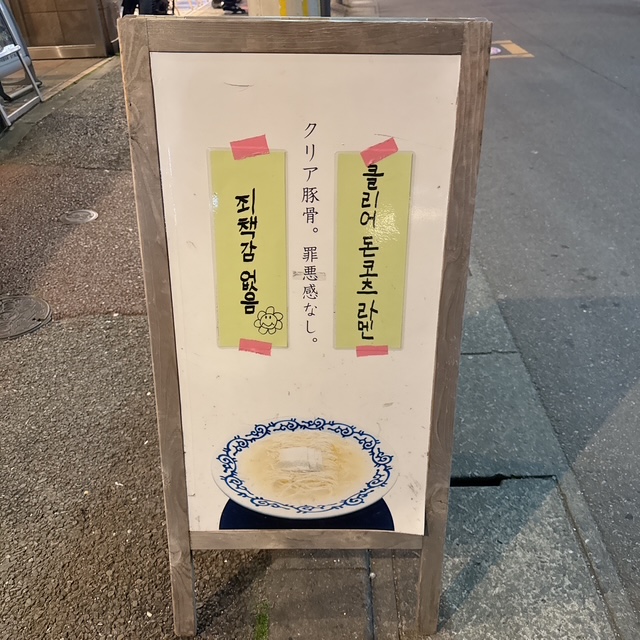 클리어 돈코츠 라멘
クリア豚骨。罪悪感なし。
죄책감 없음